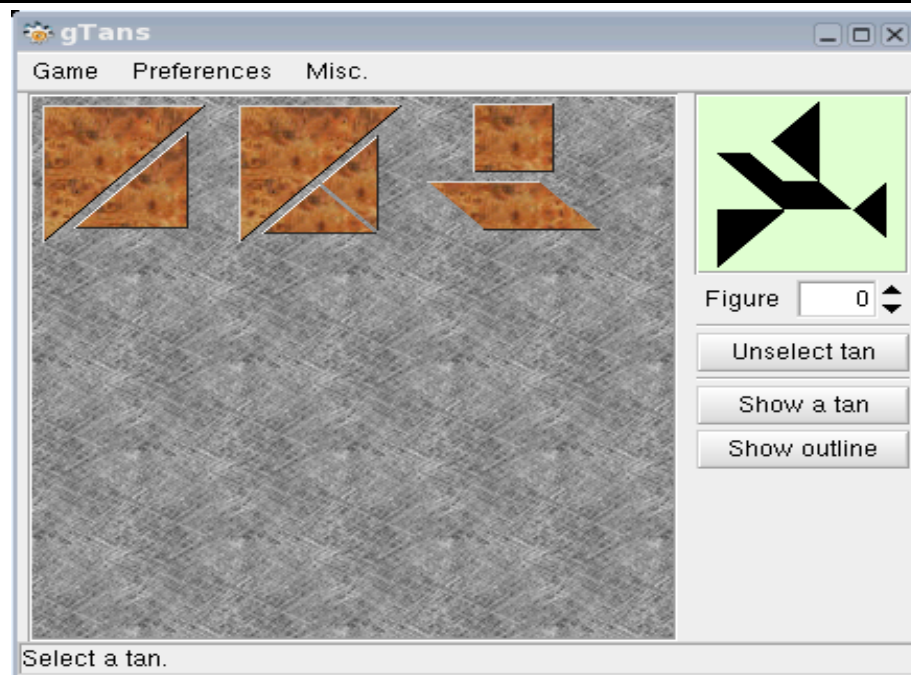 gTans
Game Preferences Misc.
Figure 0
Unselect tan
Show a tan
Show outline
Select a tan.